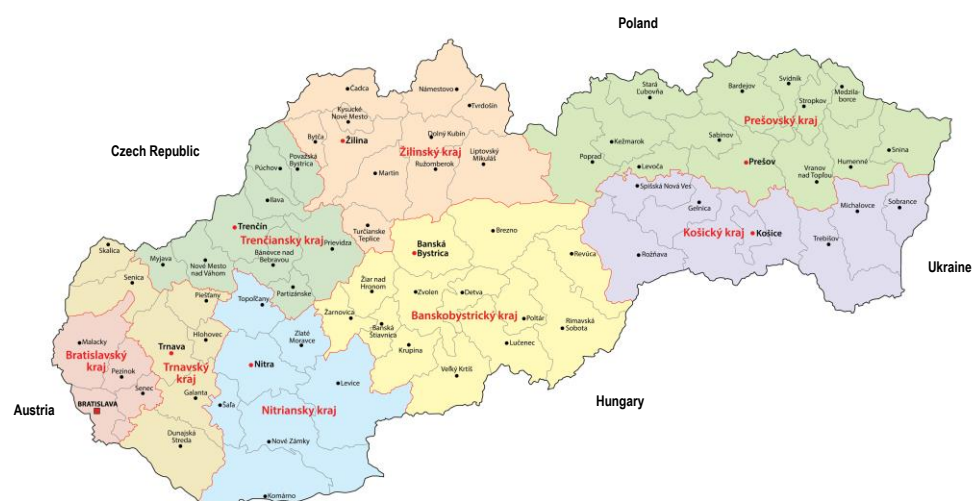 Poland
Czech Republic
Ukraine
Hungary
Austria
Čadca
Námestovo
Tvrdošín
Kysucké
Nové Mesto
Bytča
Žilina
Dolný Kubín
Žilinský kraj
Ružomberok
Liptovský
Mikuláš
Martin
Turčianske
Teplice
Stará
Ľubovňa
Bardejov
Svidník
Medzila-
borce
Stropkov
Prešovský kraj
Kežmarok
Sabinov
Poprad
Levoča
Prešov
Vranov
nad Topľou
Humenné
Snina
Spišská Nová Ves
Gelnica
Košický kraj
Košice
Rožňava
Michalovce
Sobrance
Trebišov
Púchov
Považská
Bystrica
Ilava
Trenčín
Trenčiansky kraj
Prievidza
Bánovce nad
Bebravou
Myjava
Nové Mesto
nad Váhom
Partizánske
Banská
Bystrica
Brezno
Revúca
Žiar nad
Hronom
Zvolen
Detva
Žarnovica
Banská
Štiavnica
Banskobystrický kraj
Poltár
Rimavská
Sobota
Krupina
Lučenec
Veľký Krtíš
Skalica
Senica
Piešťany
Hlohovec
Trnava
Trnavský
kraj
Galanta
Dunajská
Streda
Malacky
Bratislavský
kraj
Pezinok
Senec
BRATISLAVA
Topoľčany
Zlaté
Moravce
Nitra
Levice
Šaľa
Nitriansky kraj
Nové Zámky
Komárno